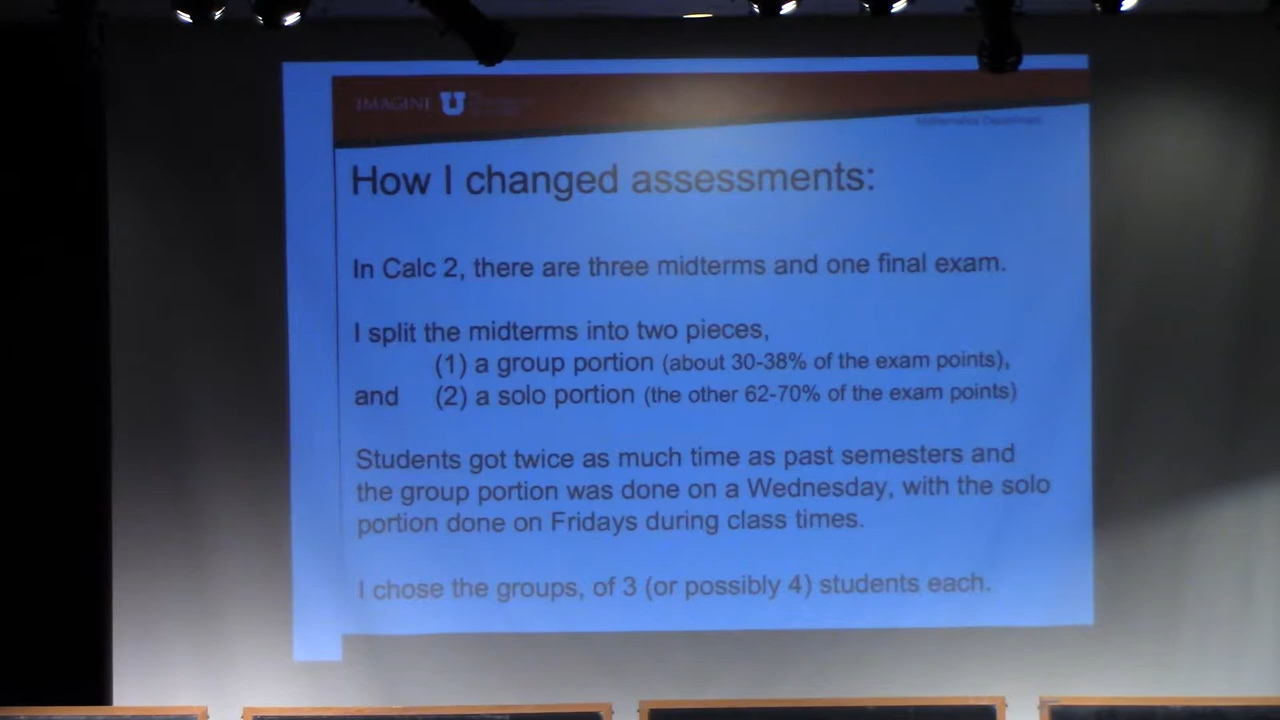 IMAGINE U
Mathematics Department
How I changed assessments:
In Calc 2, there are three midterms and one final exam.
I split the midterms into two pieces,
(1) a group portion (about 30-38% of the exam points),
and (2) a solo portion (the other 62-70% of the exam points)
Students got twice as much time as past semesters and
the group portion was done on a Wednesday, with the solo
portion done on Fridays during class times.
I chose the groups, of 3 (or possibly 4) students each.